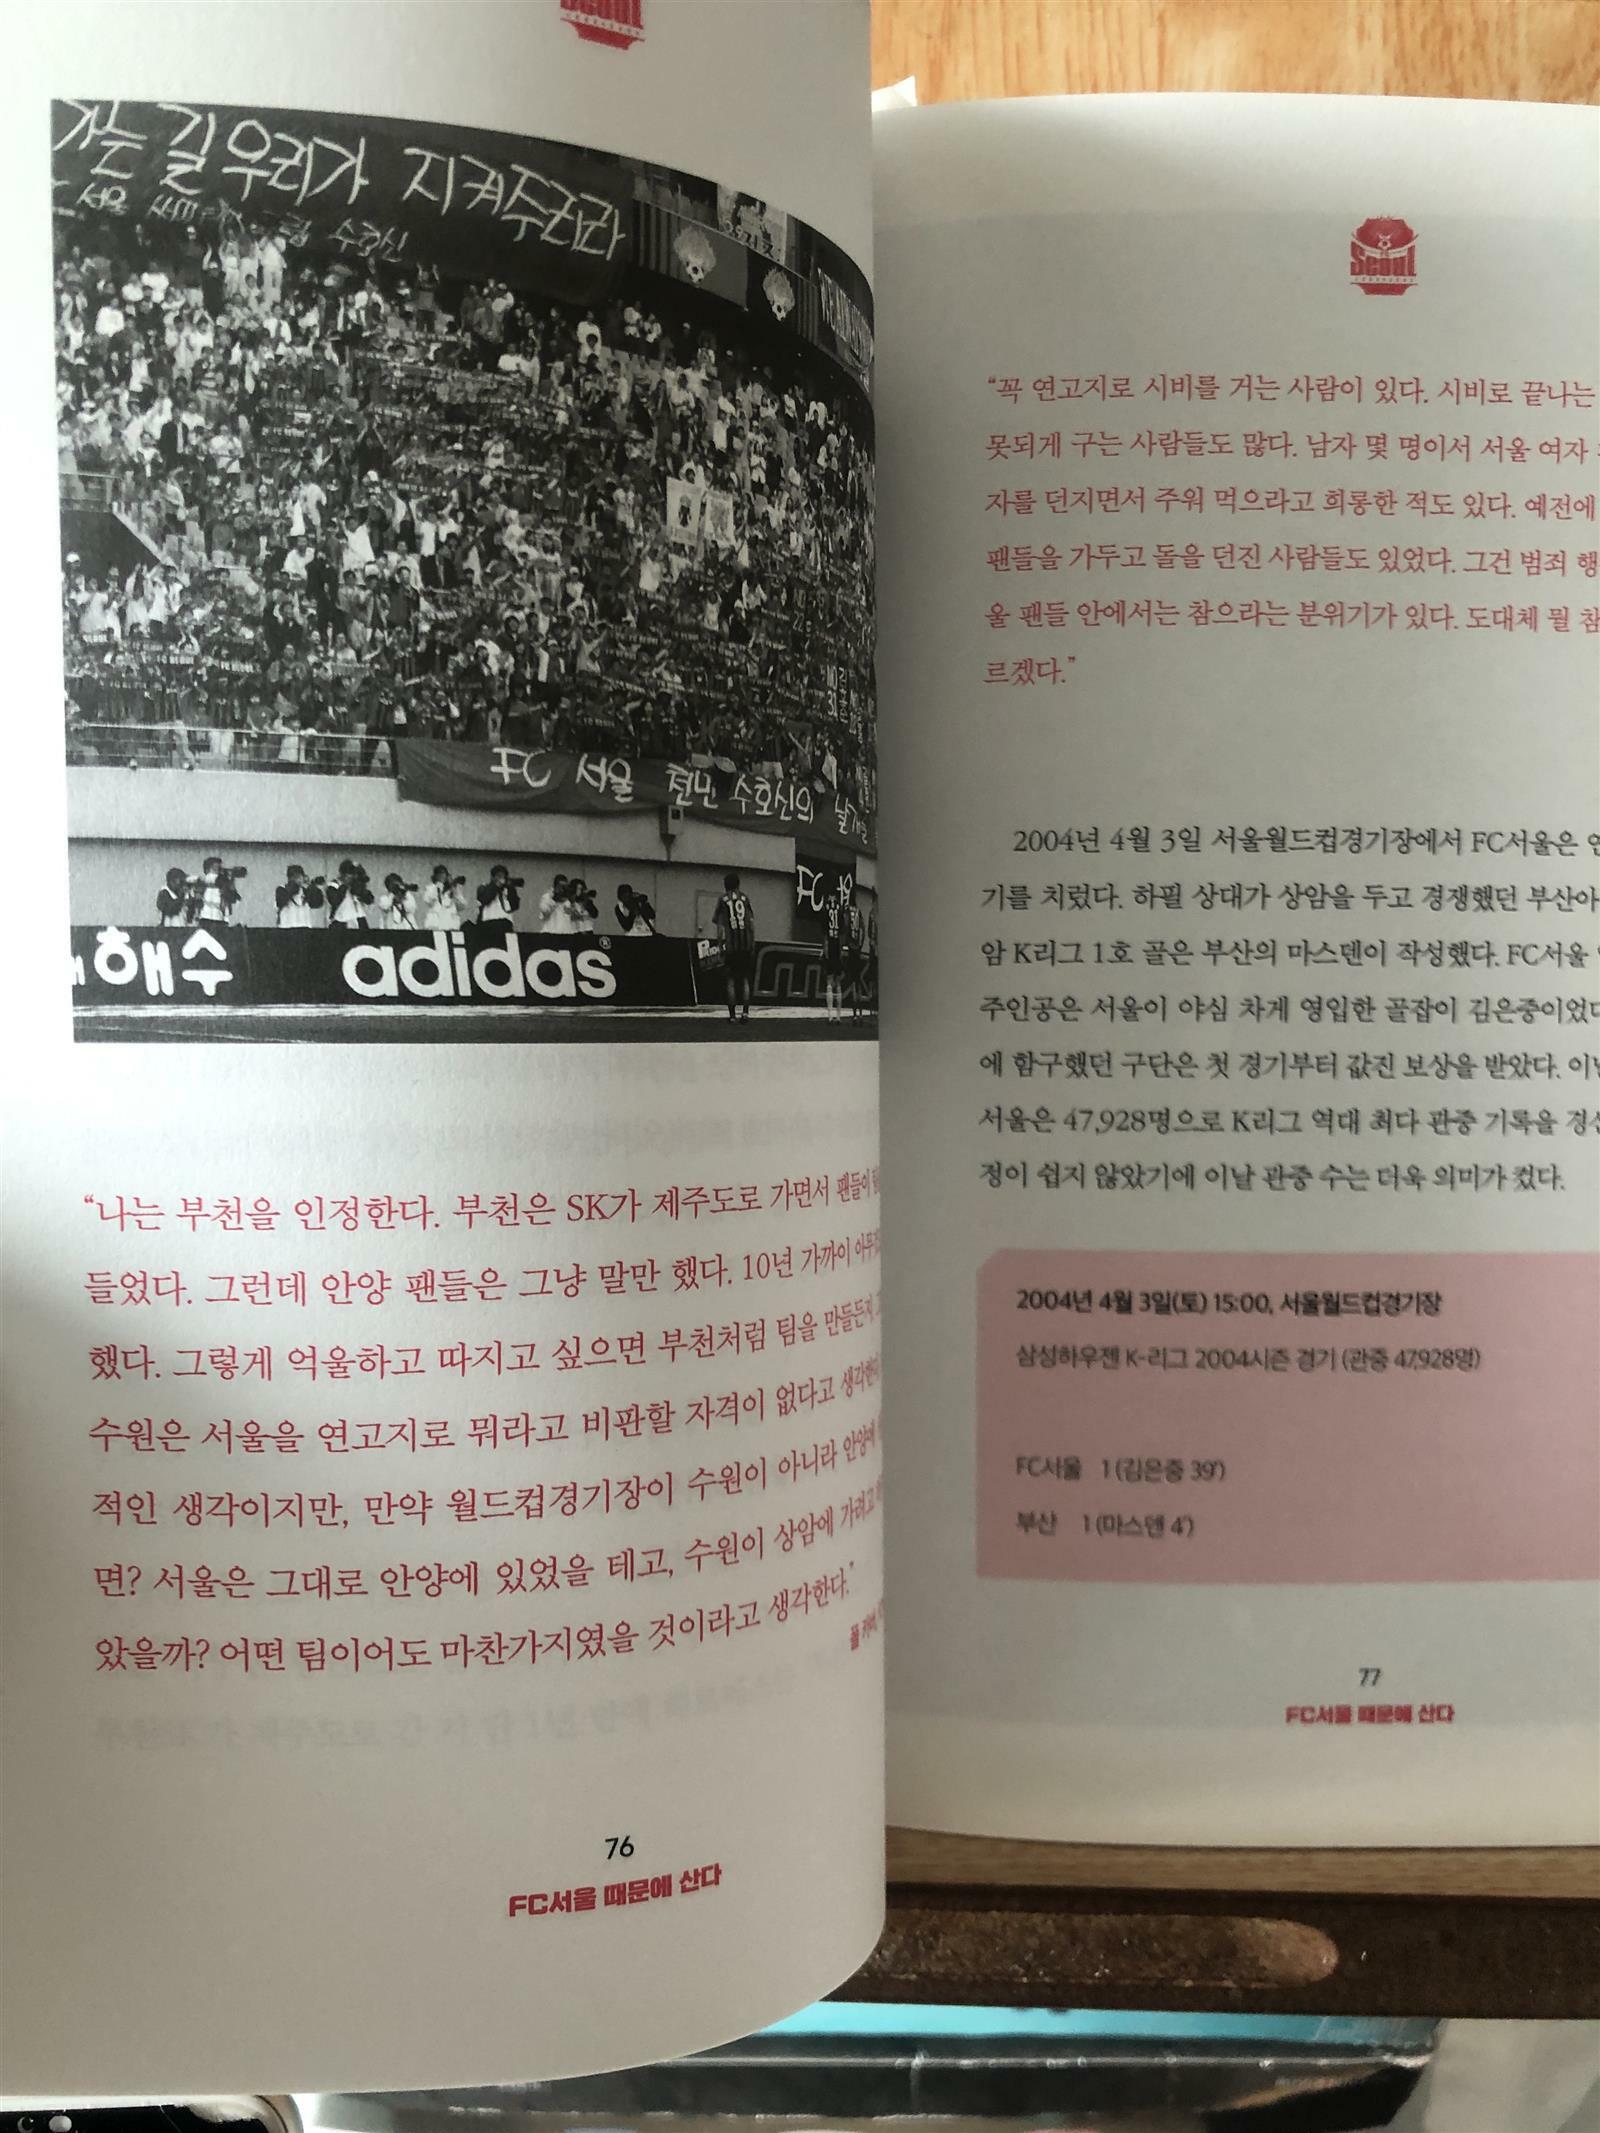 Seoul
가는 길 우리가 지켜주리라
서울
수호신
FC 서울 천만 수호신의
해수
adidas
19
“나는 부천을 인정한다. 부천은 SK가 제주도로 가면서 팬들이
들었다. 그런데 안양 팬들은 그냥 말만 했다. 10년 가까이
했다. 그렇게 억울하고 따지고 싶으면 부천처럼 팀을 만들든지
수원은 서울을 연고지로 뭐라고 비판할 자격이 없다고 생각한다
적인 생각이지만, 만약 월드컵경기장이 수원이 아니라 안양에
면? 서울은 그대로 안양에 있었을 테고, 수원이 상암에 가려고
았을까? 어떤 팀이어도 마찬가지였을 것이라고 생각한다.”
76
FC서울 때문에 산다
Seoul
“꼭 연고지로 시비를 거는 사람이 있다. 시비로 끝나는
못되게 구는 사람들도 많다. 남자 몇 명이서 서울 여자
자를 던지면서 주워 먹으라고 희롱한 적도 있다. 예전에
팬들을 가두고 돌을 던진 사람들도 있었다. 그건 범죄 행
울 팬들 안에서는 참으라는 분위기가 있다. 도대체 뭘 참
르겠다.”
2004년 4월 3일 서울월드컵경기장에서 FC서울은
기를 치렀다. 하필 상대가 상암을 두고 경쟁했던 부산아
암 K리그 1호 골은 부산의 마스덴이 작성했다. FC서울
주인공은 서울이 야심 차게 영입한 골잡이 김은중이었다
에 함구했던 구단은 첫 경기부터 값진 보상을 받았다. 이날
서울은 47,928명으로 K리그 역대 최다 관중 기록을 경신
정이 쉽지 않았기에 이날 관중 수는 더욱 의미가 컸다.
2004년 4월 3일(토) 15:00, 서울월드컵경기장
삼성하우젠 K-리그 2004시즌 경기 (관중 47,928명)
FC서울 1 (김은중 39’)
부산 1 (마스덴 4’)
77
FC서울 때문에 산다